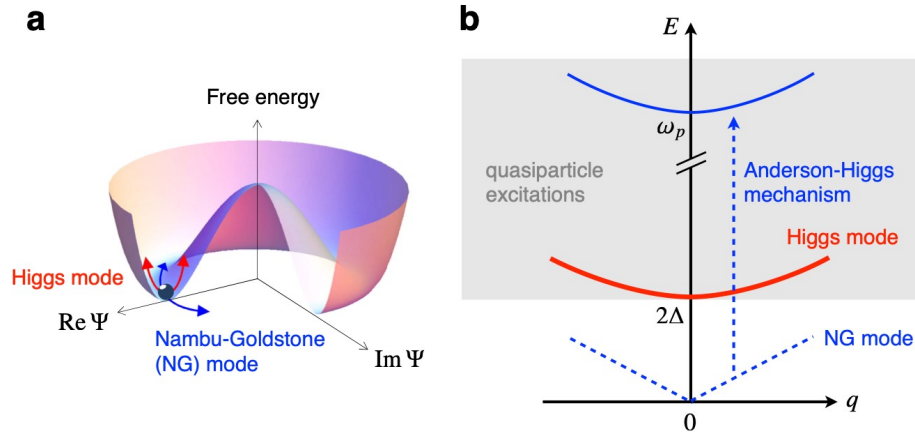 a
Free energy
Higgs mode
Re Ψ
Nambu-Goldstone
(NG) mode
Im Ψ
b
E
ωp
quasiparticle
excitations
Anderson-Higgs
mechanism
Higgs mode
2Δ
NG mode
q
0